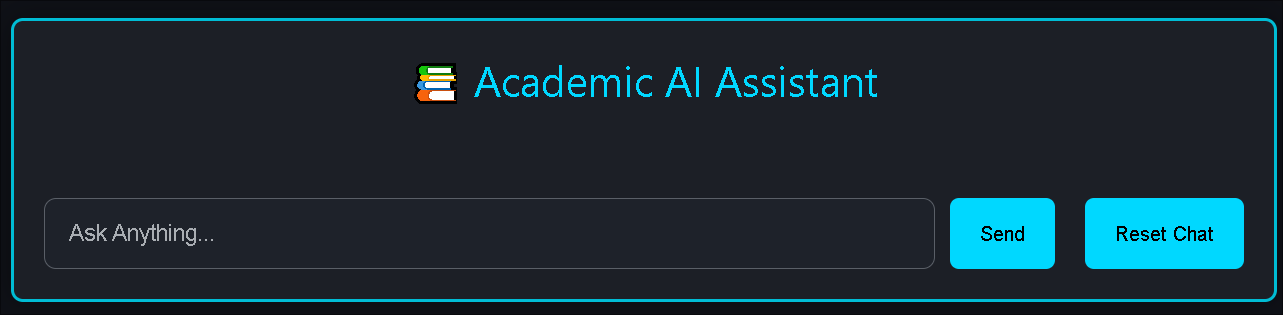 📚 Academic AI Assistant
Ask Anything... Send Reset Chat